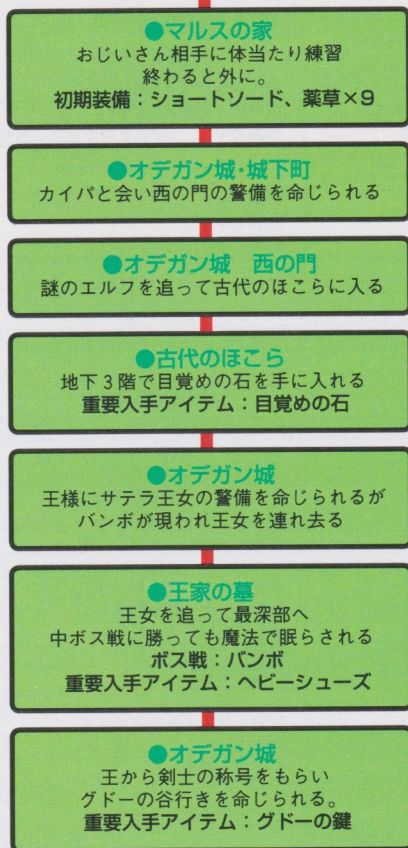 ●マルスの家
おじいさん相手に体当たり練習
終わると外に。
初期装備：ショートソード、薬草×9
●オデガン城・城下町
カイパと会い西の門の警備を命じられる
●オデガン城　西の門
謎のエルフを追って古代のほこらに入る
●古代のほこら
地下3階で目覚めの石を手に入れる
重要入手アイテム：目覚めの石
●オデガン城
王様にサテラ王女の警備を命じられるが
バンボが現われ王女を連れ去る
●王家の墓
王女を追って最深部へ
中ボス戦に勝っても魔法で眠らされる
ボス戦：バンボ
重要入手アイテム：ヘビーシューズ
●オデガン城
王から剣士の称号をもらい
グドーの谷行きを命じられる。
重要入手アイテム：グドーの鍵